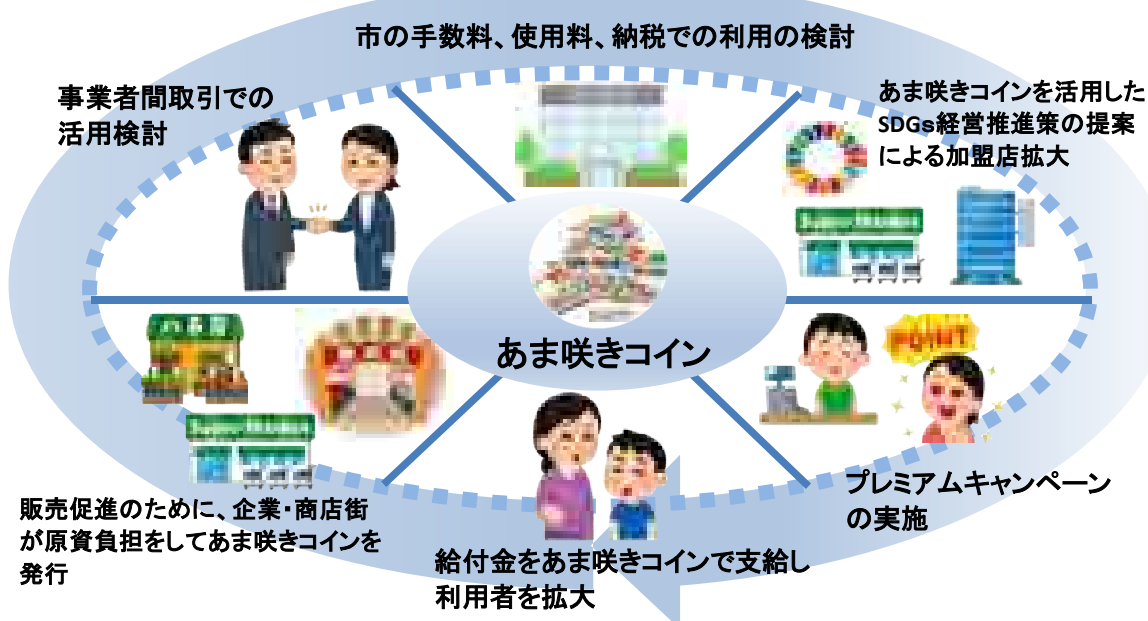 市の手数料、使用料、納税での利用の検討
事業者間取引での
活用検討
あま咲きコインを活用した
SDGs経営推進策の提案
による加盟店拡大
あま咲きコイン
POINT
プレミアムキャンペーン
の実施
販売促進のために、企業・商店街
が原資負担をしてあま咲きコインを
発行
給付金をあま咲きコインで支給し
利用者を拡大